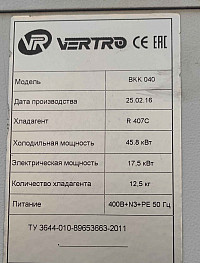 VERTRO CE EAC
Модель BKK 040
Дата производства 25.02.16
Хладагент R 407C
Холодильная мощность 45.8 кВт
Электрическая мощность 17,5 кВт
Количество хладагента 12,5 кг
Питание 400В+N3+PE 50 Гц
ТУ 3644-010-89653663-2011